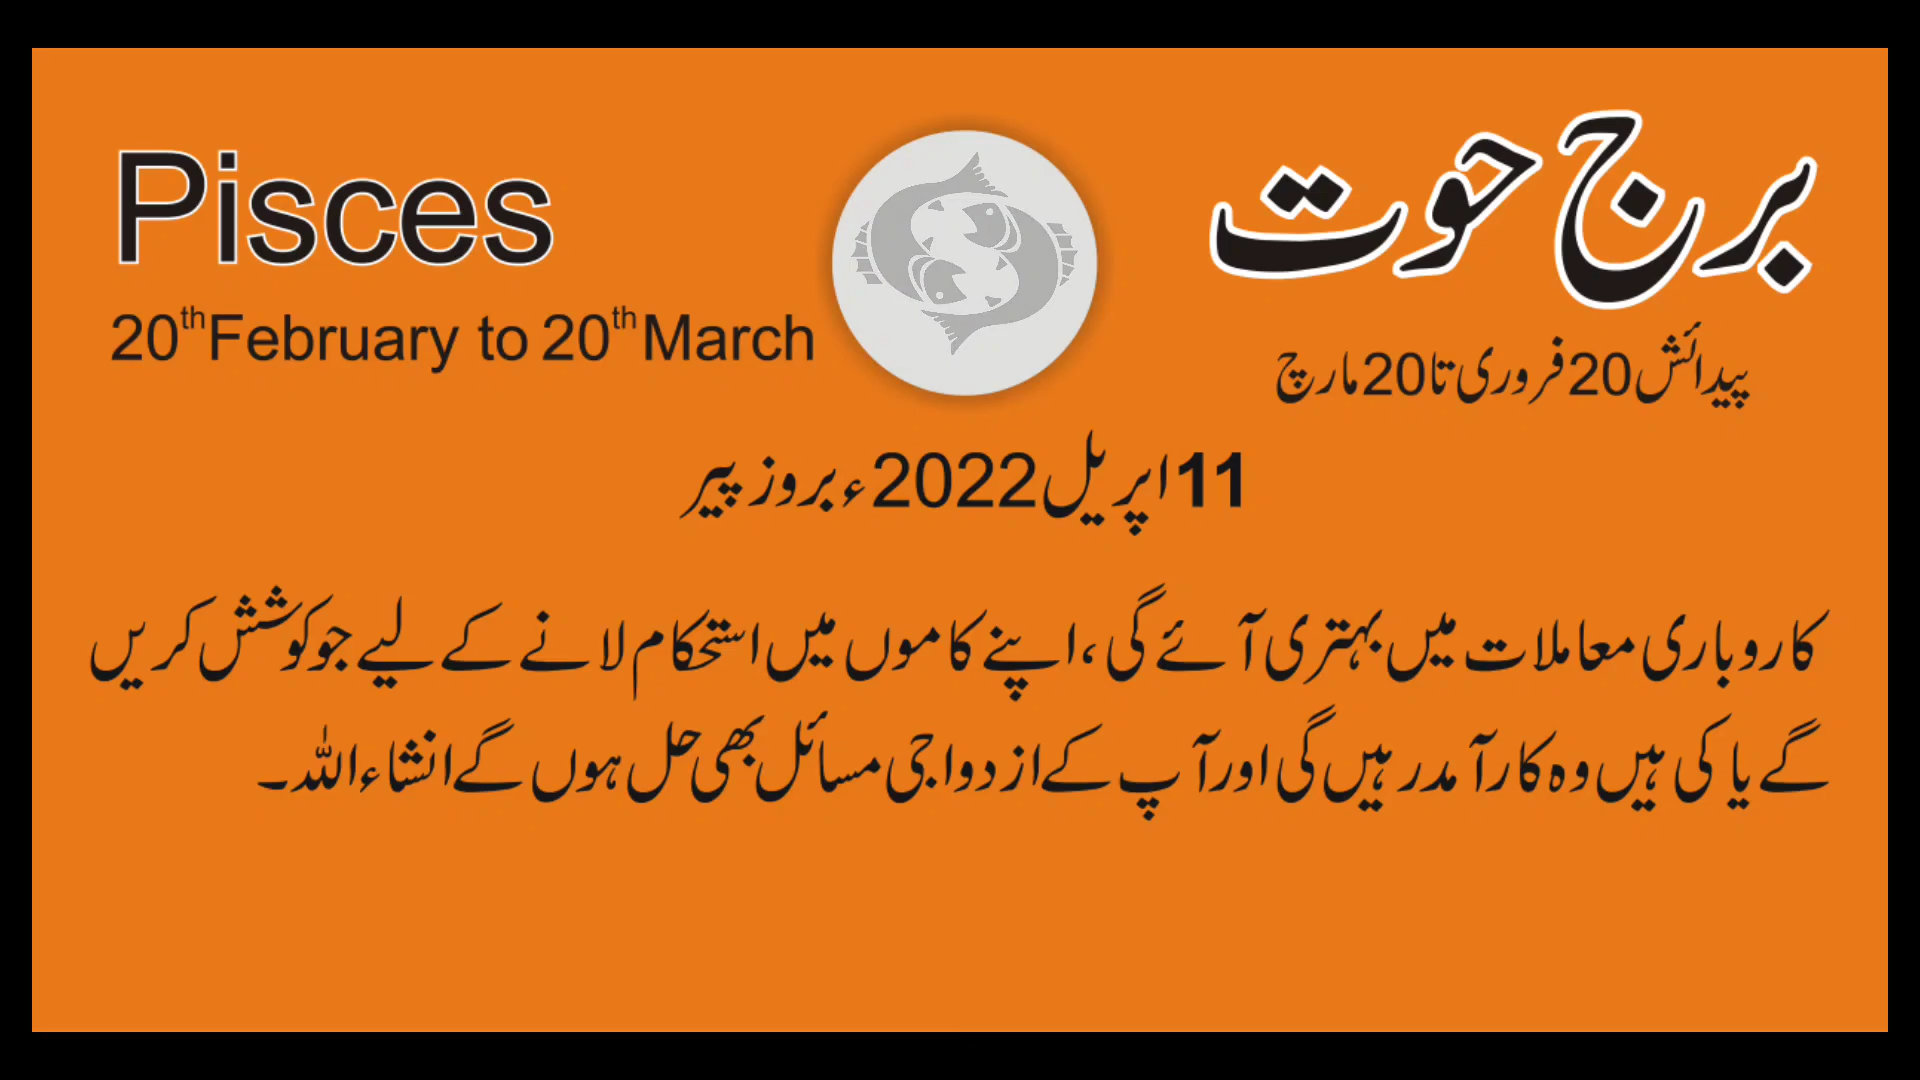 Pisces
20th February to 20th March
برج حوت
پیدائش 20 فروری تا 20 مارچ
11 اپریل 2022ء بروز پیر
کاروباری معاملات میں بہتری آئے گی، اپنے کاموں میں استحکام لانے کے لیے جو کوشش کریں
گے یا کی ہیں وہ کارآمد رہیں گی اور آپ کے ازدواجی مسائل بھی حل ہوں گے انشاء اللہ۔